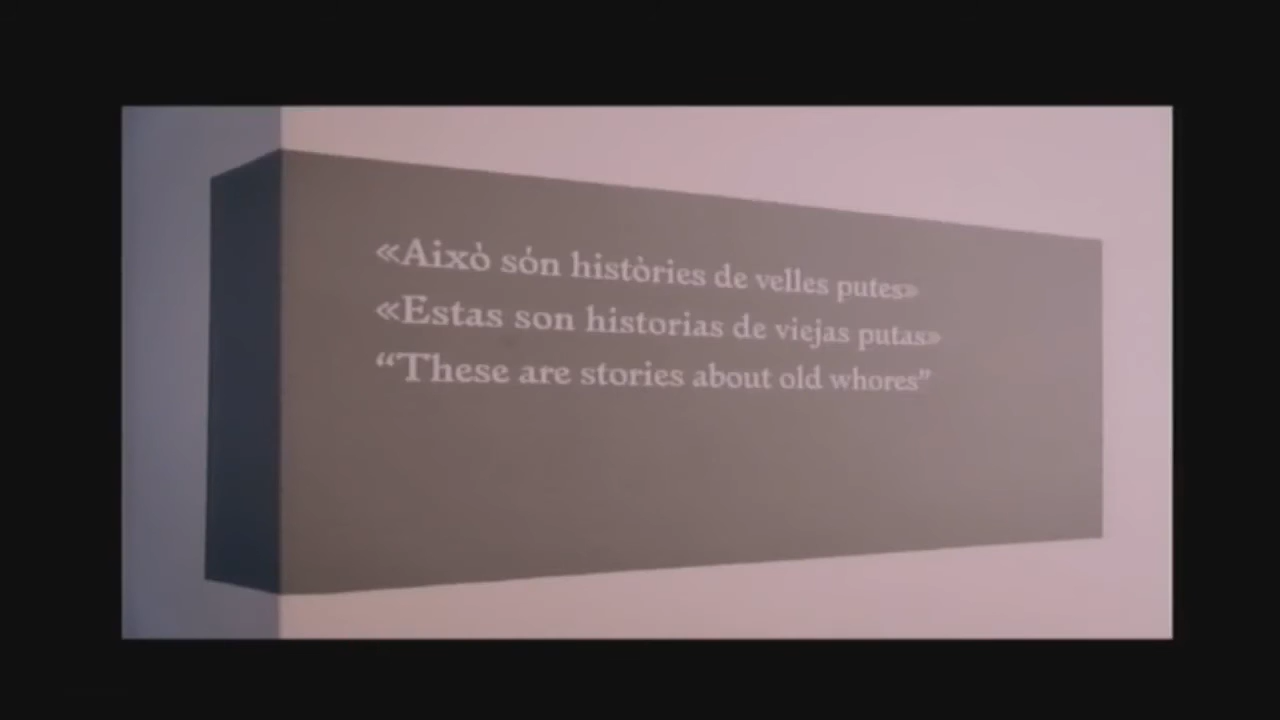 «Això són històries de velles putes»
«Estas son historias de viejas putas»
“These are stories about old whores”